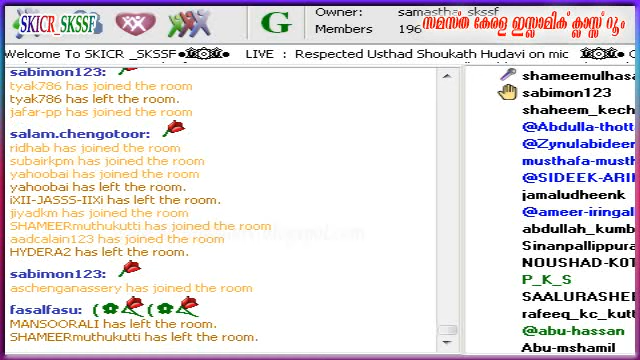 SKICR SKSSF
G
Owner: samastha_skssf
Members 196
സമസ്ത കേരള ഇസ്ലാമിക് ക്ലാസ്സ് റൂം
Welcome To SKICR _SKSSF LIVE : Respected Usthad Shoukath Hudavi on mic
sabimon123:
tyak786 has joined the room
tyak786 has left the room.
jafar-pp has joined the room
salam.chengotoor:
ridhab has joined the room
subairkpm has joined the room
yahoobai has joined the room
yahoobai has left the room.
iXII-JASSS-IIXi has left the room.
jiyadkm has joined the room
SHAMEERmuthukutti has joined the room
aadcalain123 has joined the room
HYDERA2 has left the room.
sabimon123:
aschenganassery has joined the room
fasalfasu:
MANSOORALI has left the room.
SHAMEERmuthukutti has left the room.
shameemulhasa
sabimon123
shaheem_kech
@Abdulla-thott
@Zynulabideer
musthafa-musth
@SIDEEK-ARIN
jamaludheenk
@ameer-iringal
abdullah_kumb
Sinanpallippura
NOUSHAD-KOT
P_K_S
SAALURASHEI
rafeeq_kc_kutt
@abu-hassan
Abu-mshamil